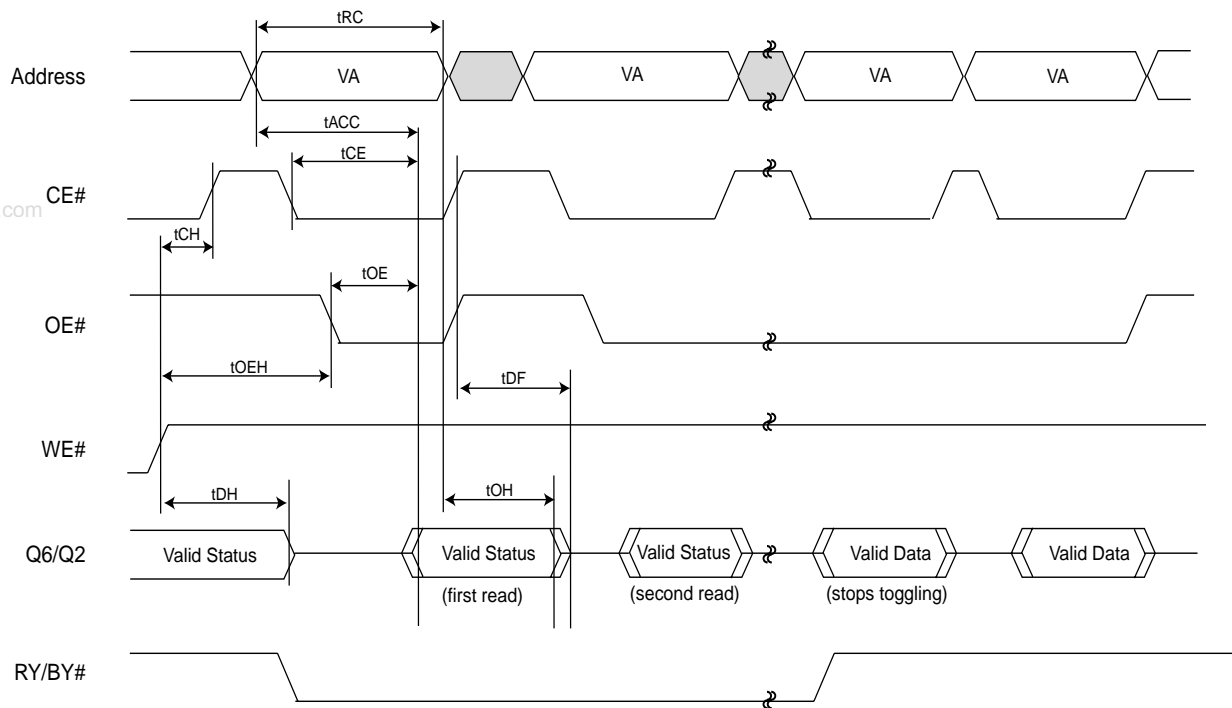 tRC
Address
VA
VA
VA
VA
tACC
tCE
CE#
com
tCH
tOE
OE#
tOEH
tDF
WE#
tDH
tOH
Q6/Q2
Valid Status
Valid Status
Valid Status
Valid Data
Valid Data
(first read)
(second read)
(stops toggling)
RY/BY#